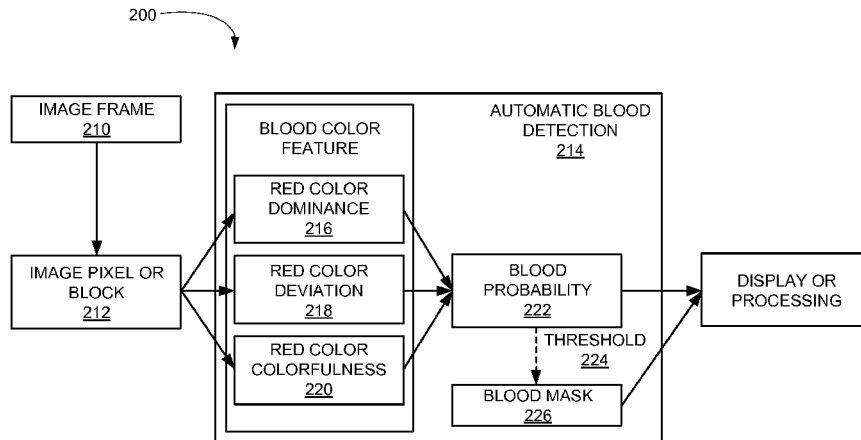 200
IMAGE FRAME
210
IMAGE PIXEL OR
BLOCK
212
BLOOD COLOR
FEATURE
RED COLOR
DOMINANCE
216
RED COLOR
DEVIATION
218
RED COLOR
COLORFULNESS
220
AUTOMATIC BLOOD
DETECTION
214
BLOOD
PROBABILITY
222
THRESHOLD
224
BLOOD MASK
226
DISPLAY OR
PROCESSING